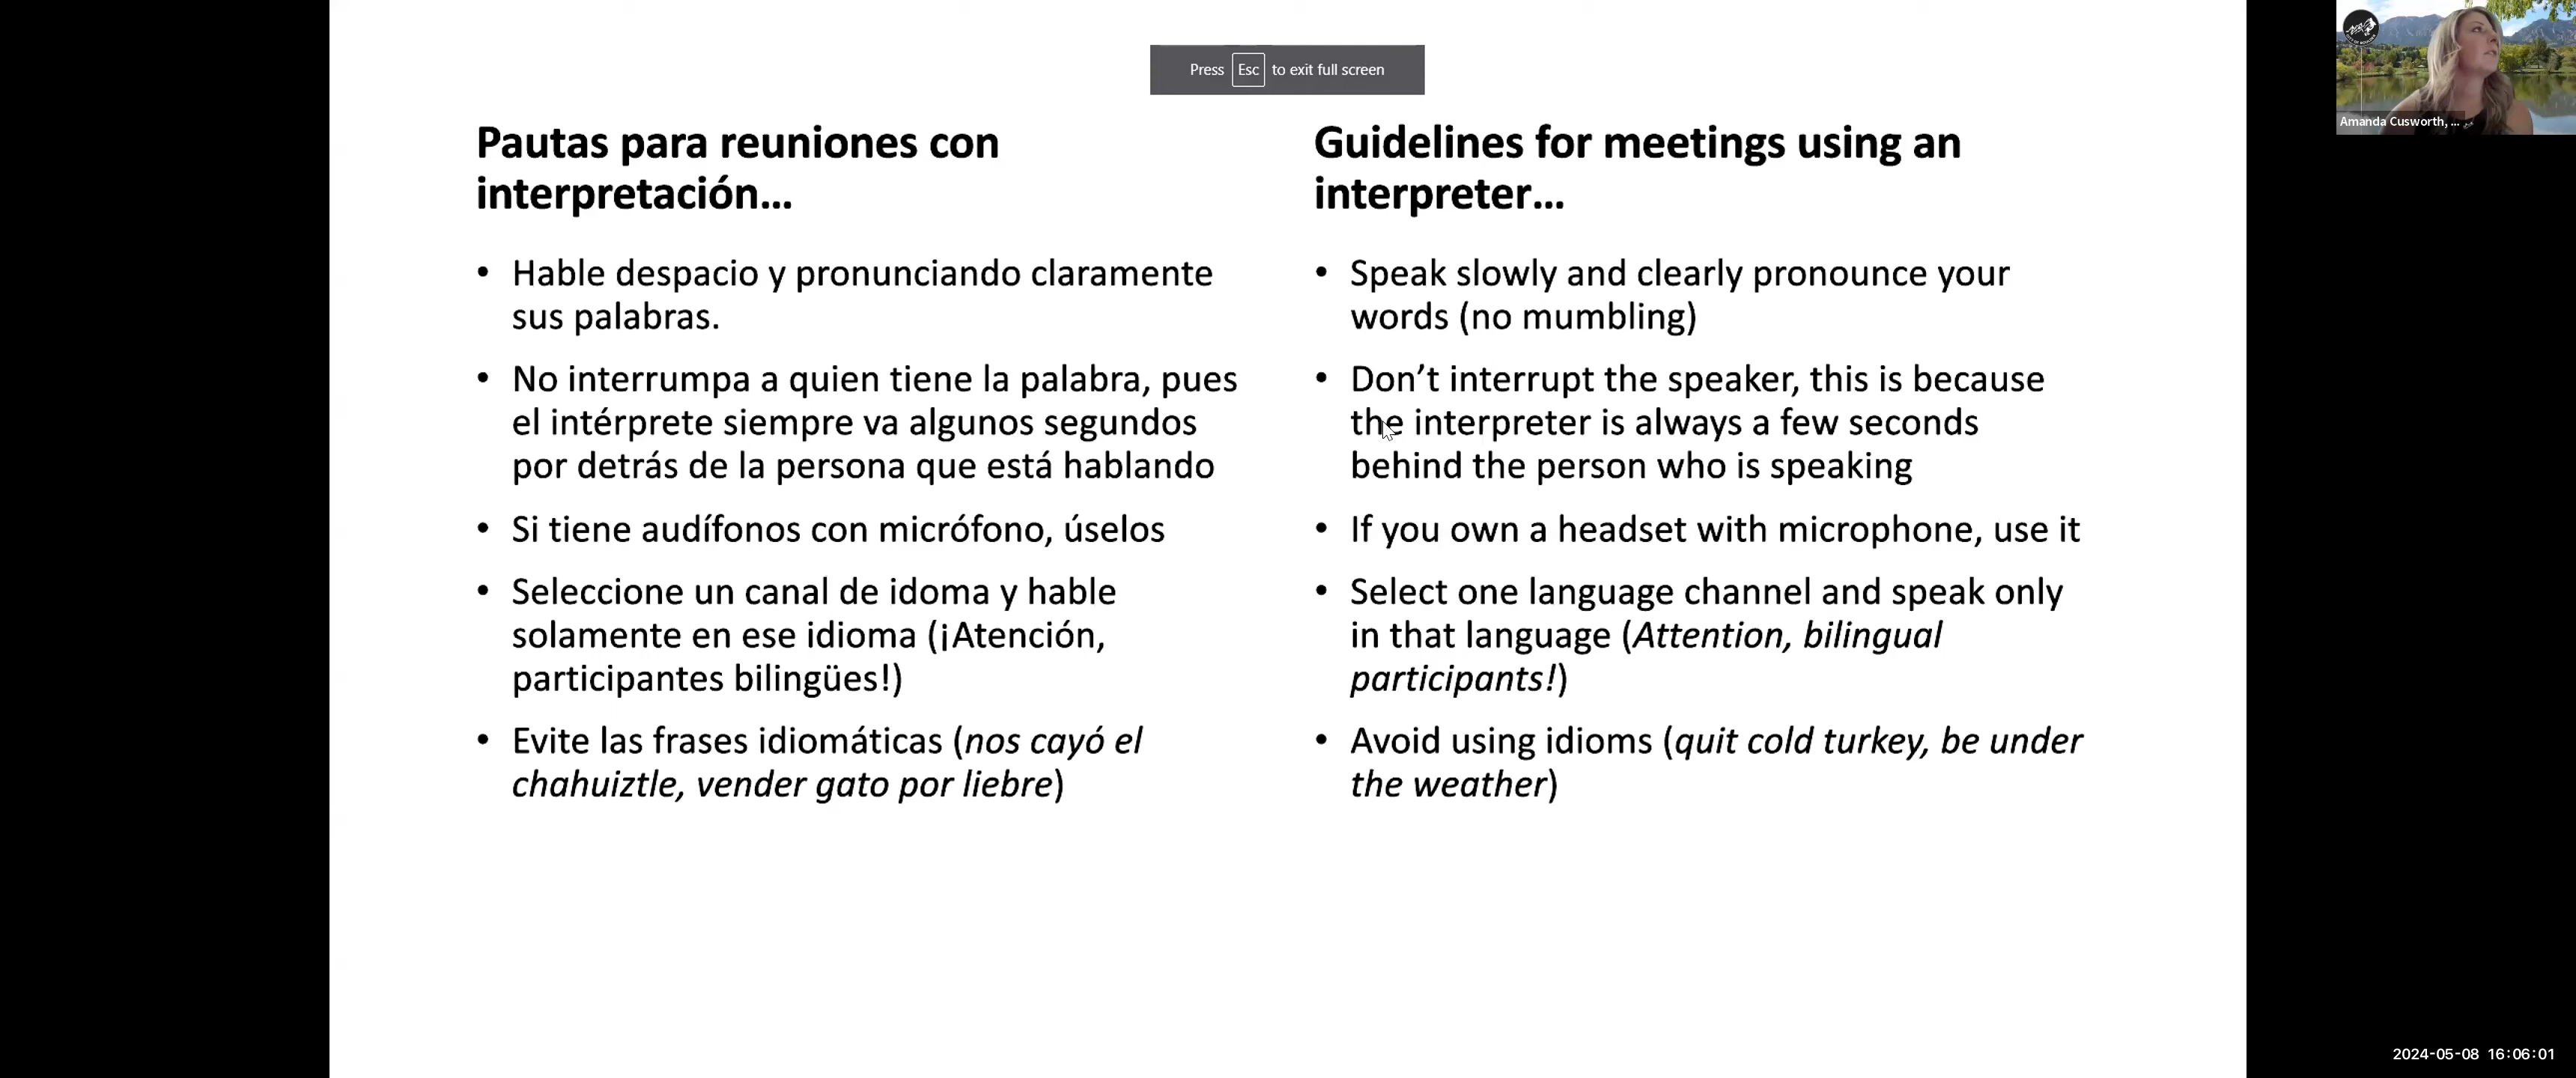 Press Esc to exit full screen
Amanda Cusworth, ...
Pautas para reuniones con
interpretación...
• Hable despacio y pronunciando claramente
sus palabras.
• No interrumpa a quien tiene la palabra, pues
el intérprete siempre va algunos segundos
por detrás de la persona que está hablando
• Si tiene audífonos con micrófono, úselos
• Seleccione un canal de idoma y hable
solamente en ese idioma (¡Atención,
participantes bilingües!)
• Evite las frases idiomáticas (nos cayó el
chahuiztle, vender gato por liebre)
Guidelines for meetings using an
interpreter...
• Speak slowly and clearly pronounce your
words (no mumbling)
• Don’t interrupt the speaker, this is because
the interpreter is always a few seconds
behind the person who is speaking
• If you own a headset with microphone, use it
• Select one language channel and speak only
in that language (Attention, bilingual
participants!)
• Avoid using idioms (quit cold turkey, be under
the weather)
2024-05-08 16:06:01